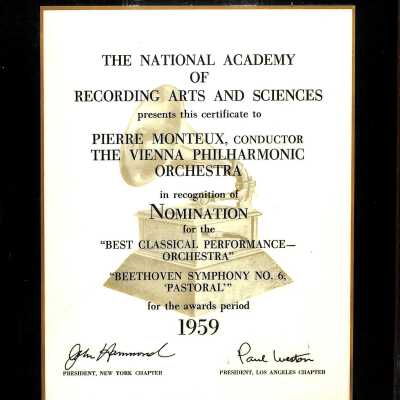 THE NATIONAL ACADEMY
OF
RECORDING ARTS AND SCIENCES
presents this certificate to
PIERRE MONTEUX, CONDUCTOR
THE VIENNA PHILHARMONIC
ORCHESTRA
in recognition of
NOMINATION
for the
“BEST CLASSICAL PERFORMANCE—
ORCHESTRA”
“BEETHOVEN SYMPHONY NO. 6;
‘PASTORAL’”
for the awards period
1959
John Hammond Paul Weston
PRESIDENT, NEW YORK CHAPTER PRESIDENT, LOS ANGELES CHAPTER